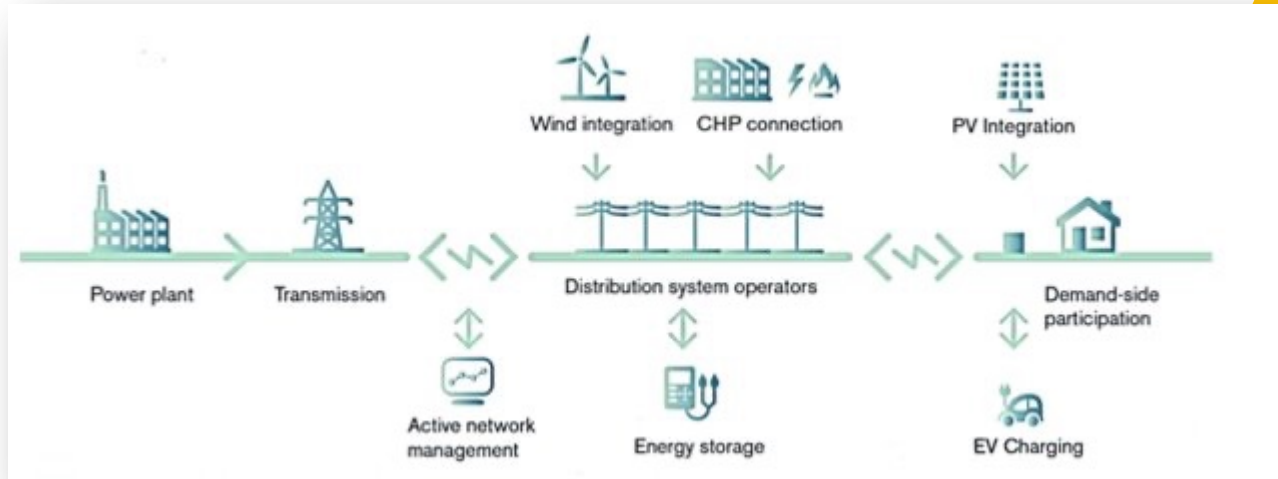 Wind integration
CHP connection
PV Integration
Power plant
Transmission
Distribution system operators
Demand-side
participation
Active network
management
Energy storage
EV Charging